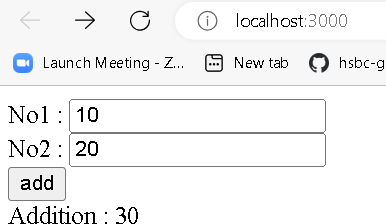 localhost:3000
Launch Meeting - Z... New tab hsbc-g
No1 : 10
No2 : 20
add
Addition : 30